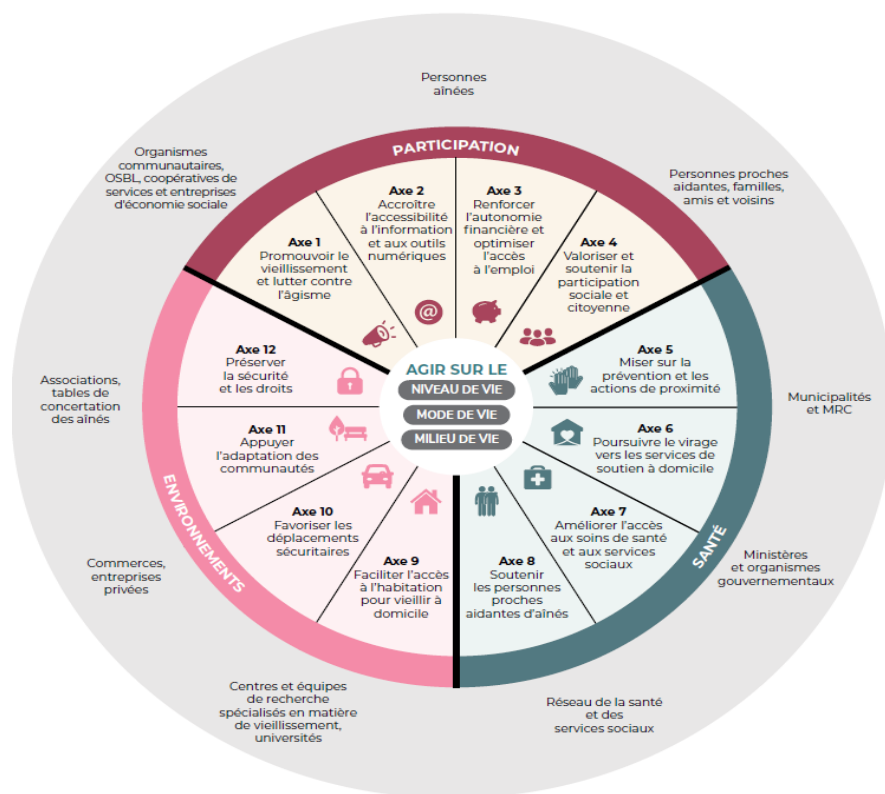 Personnes
aînées
Organismes
communautaires,
OSBL, coopératives de
services et entreprises
d'économie sociale
Personnes proches
aidantes, familles,
amis et voisins
PARTICIPATION
Axe 1
Promouvoir le
vieillissement
et lutter contre
l'âgisme
Axe 2
Accroître
l'accessibilité
à l'information
et aux outils
numériques
@
Axe 3
Renforcer
l'autonomie
financière et
optimiser
l'accès
à l'emploi
Axe 4
Valoriser et
soutenir la
participation
sociale et
citoyenne
AGIR SUR LE
NIVEAU DE VIE
MODE DE VIE
MILIEU DE VIE
SANTÉ
Axe 5
Miser sur la
prévention et les
actions de proximité
Axe 6
Poursuivre le virage
vers les services de
soutien à domicile
Axe 7
Améliorer l'accès
aux soins de santé
et aux services
sociaux
Axe 8
Soutenir
les personnes
proches
aidantes d'aînés
ENVIRONNEMENTS
Axe 9
Faciliter l'accès
à l'habitation
pour vieillir à
domicile
Axe 10
Favoriser les
déplacements
sécuritaires
Axe 11
Appuyer
l'adaptation des
communautés
Axe 12
Préserver
la sécurité
et les droits
Municipalités
et MRC
Ministères
et organismes
gouvernementaux
Réseau de la santé
et des
services sociaux
Centres et équipes
de recherche
spécialisés en matière
de vieillissement,
universités
Commerces,
entreprises
privées
Associations,
tables de
concertation
des aînés